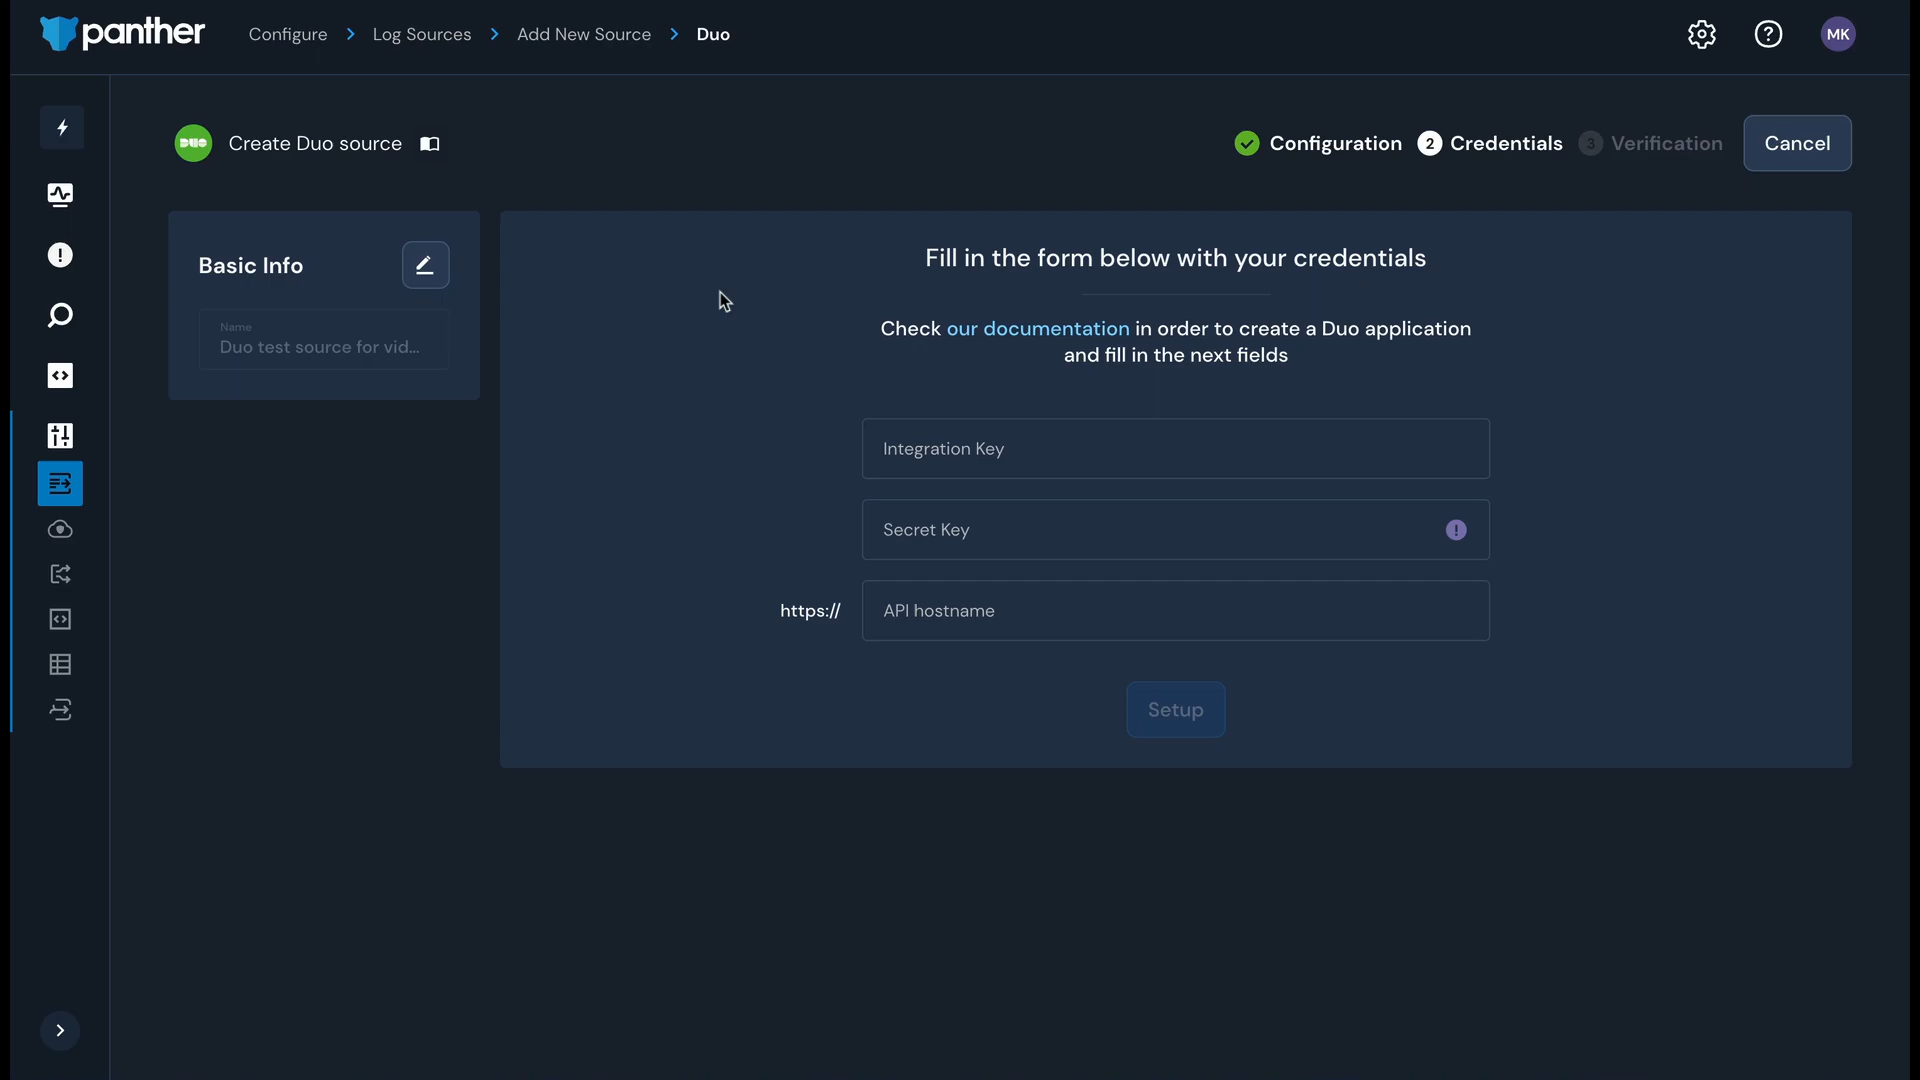 panther
Configure
Log Sources
Add New Source
Duo
MK
DUO
Create Duo source
Configuration
2
Credentials
3
Verification
Cancel
Basic Info
Name
Duo test source for vid...
Fill in the form below with your credentials
Check our documentation in order to create a Duo application
and fill in the next fields
Integration Key
Secret Key
https://
API hostname
Setup